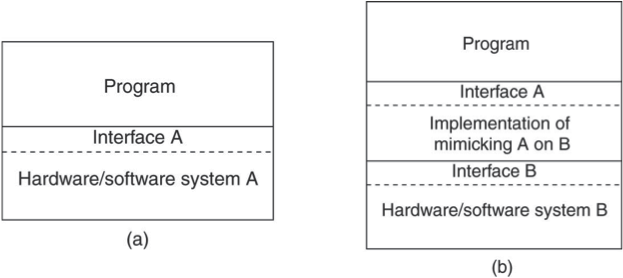 Program
Interface A
Hardware/software system A
(a)
Program
Interface A
Implementation of
mimicking A on B
Interface B
Hardware/software system B
(b)